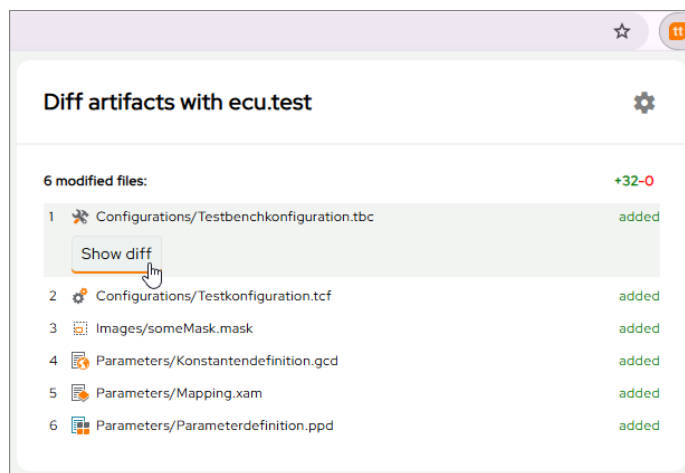 tt
Diff artifacts with ecu.test
6 modified files: +32-0
1 Configurations/Testbenchkonfiguration.tbc added
Show diff
2 Configurations/Testkonfiguration.tcf added
3 Images/someMask.mask added
4 Parameters/Konstantendefinition.gcd added
5 Parameters/Mapping.xam added
6 Parameters/Parameterdefinition.ppd added